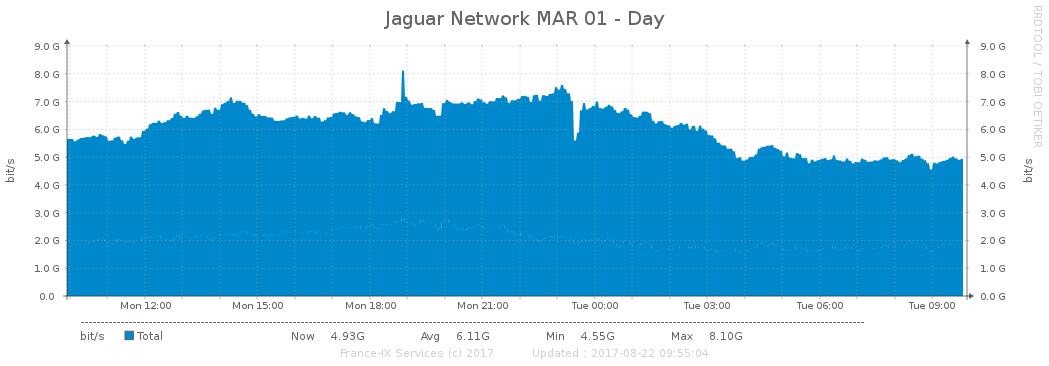 Jaguar Network MAR 01 - Day
RRDTOOL / TOBI OETIKER
9.0 G 9.0 G
8.0 G 8.0 G
7.0 G 7.0 G
6.0 G 6.0 G
5.0 G 5.0 G
4.0 G 4.0 G
3.0 G 3.0 G
2.0 G 2.0 G
1.0 G 1.0 G
0.0 0.0 G
bit/s bit/s
Mon 12:00 Mon 15:00 Mon 18:00 Mon 21:00 Tue 00:00 Tue 03:00 Tue 06:00 Tue 09:00
bit/s Total Now 4.93G Avg 6.11G Min 4.55G Max 8.10G
France-IX Services (c) 2017 Updated : 2017-08-22 09:55:04